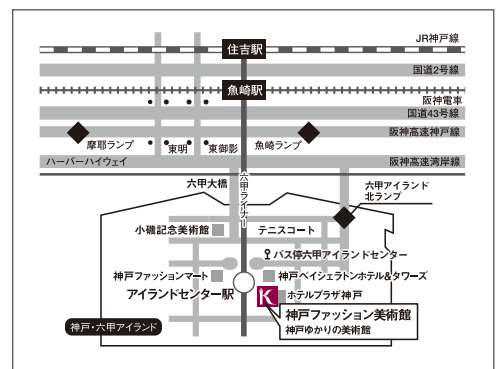 JR神戸線
住吉駅
国道2号線
魚崎駅
阪神電車
国道43号線
阪神高速神戸線
摩耶ランプ
東明
東御影
魚崎ランプ
ハーバーハイウェイ
阪神高速湾岸線
六甲大橋
六甲ライナー
六甲アイランド
北ランプ
小磯記念美術館
テニスコート
バス停六甲アイランドセンター
神戸ファッションマート
神戸ベイシェラトンホテル&タワーズ
アイランドセンター駅
K
ホテルプラザ神戸
神戸ファッション美術館
神戸ゆかりの美術館
神戸・六甲アイランド